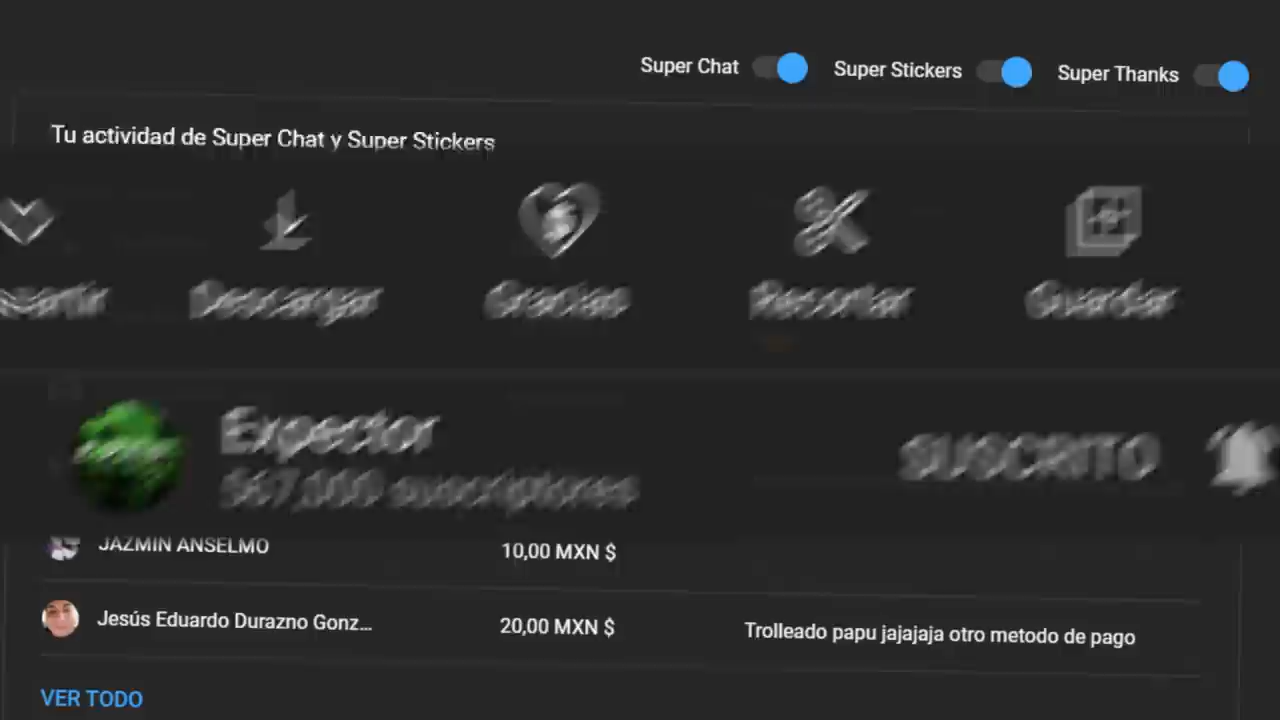 Super Chat
Super Stickers
Super Thanks
Tu actividad de Super Chat y Super Stickers
Descargar
Gracias
Recortar
Guardar
Expector
suscriptores
SUSCRITO
JAZMIN ANSELMO
10,00 MXN $
Jesús Eduardo Durazno Gonz...
20,00 MXN $
Trolleado papu jajajaja otro metodo de pago
VER TODO